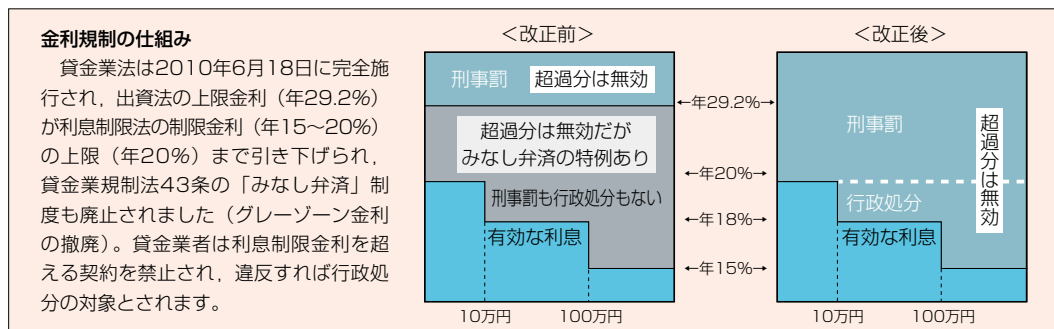 金利規制の仕組み
　貸金業法は2010年6月18日に完全施
行され，出資法の上限金利（年29.2%）
が利息制限法の制限金利（年15～20%）
の上限（年20%）まで引き下げられ，
貸金業規制法43条の「みなし弁済」制
度も廃止されました（グレーゾーン金利
の撤廃）。貸金業者は利息制限金利を超
える契約を禁止され，違反すれば行政処
分の対象とされます。
＜改正前＞
刑事罰
超過分は無効
超過分は無効だが
みなし弁済の特例あり
刑事罰も行政処分もない
有効な利息
10万円
100万円
←年29.2%→
←年20%→
←年18%→
←年15%→
＜改正後＞
刑事罰
行政処分
超過分は無効
有効な利息
10万円
100万円